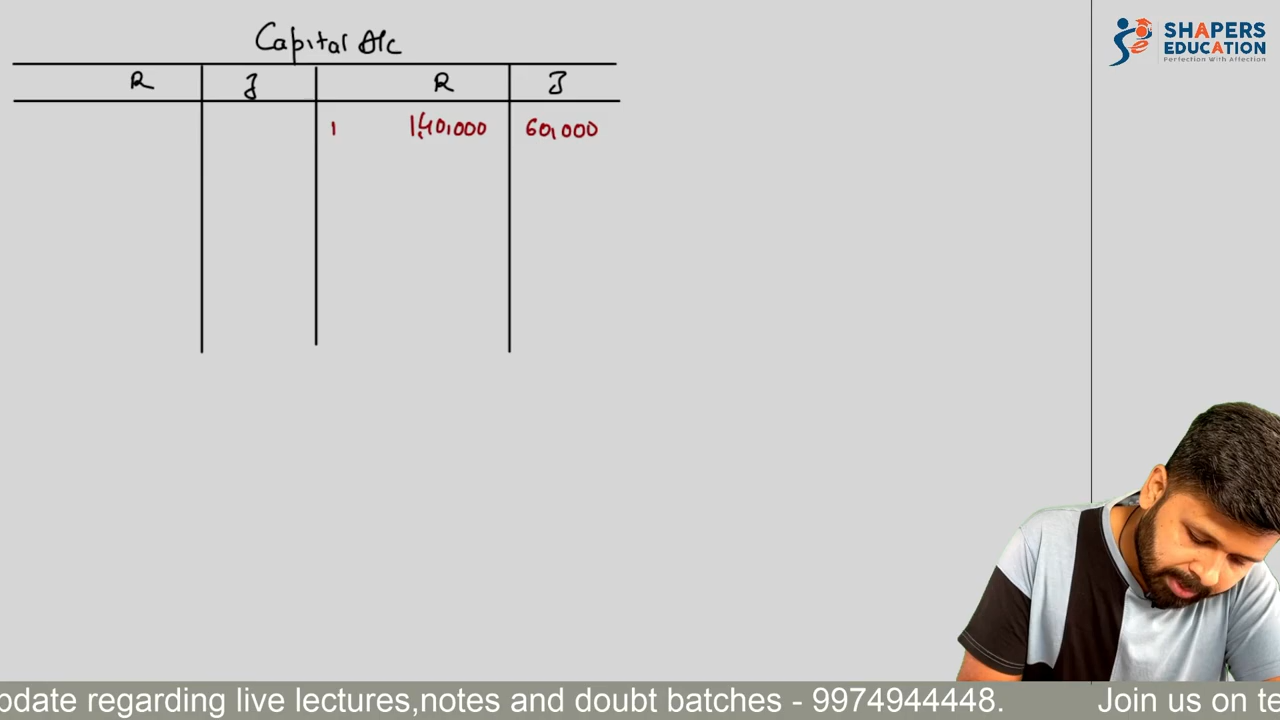 Capital A/c
R J R J
1 1,40,000 60,000
SHAPERS
EDUCATION
Perfection With Affection
pdate regarding live lectures,notes and doubt batches - 9974944448. Join us on te